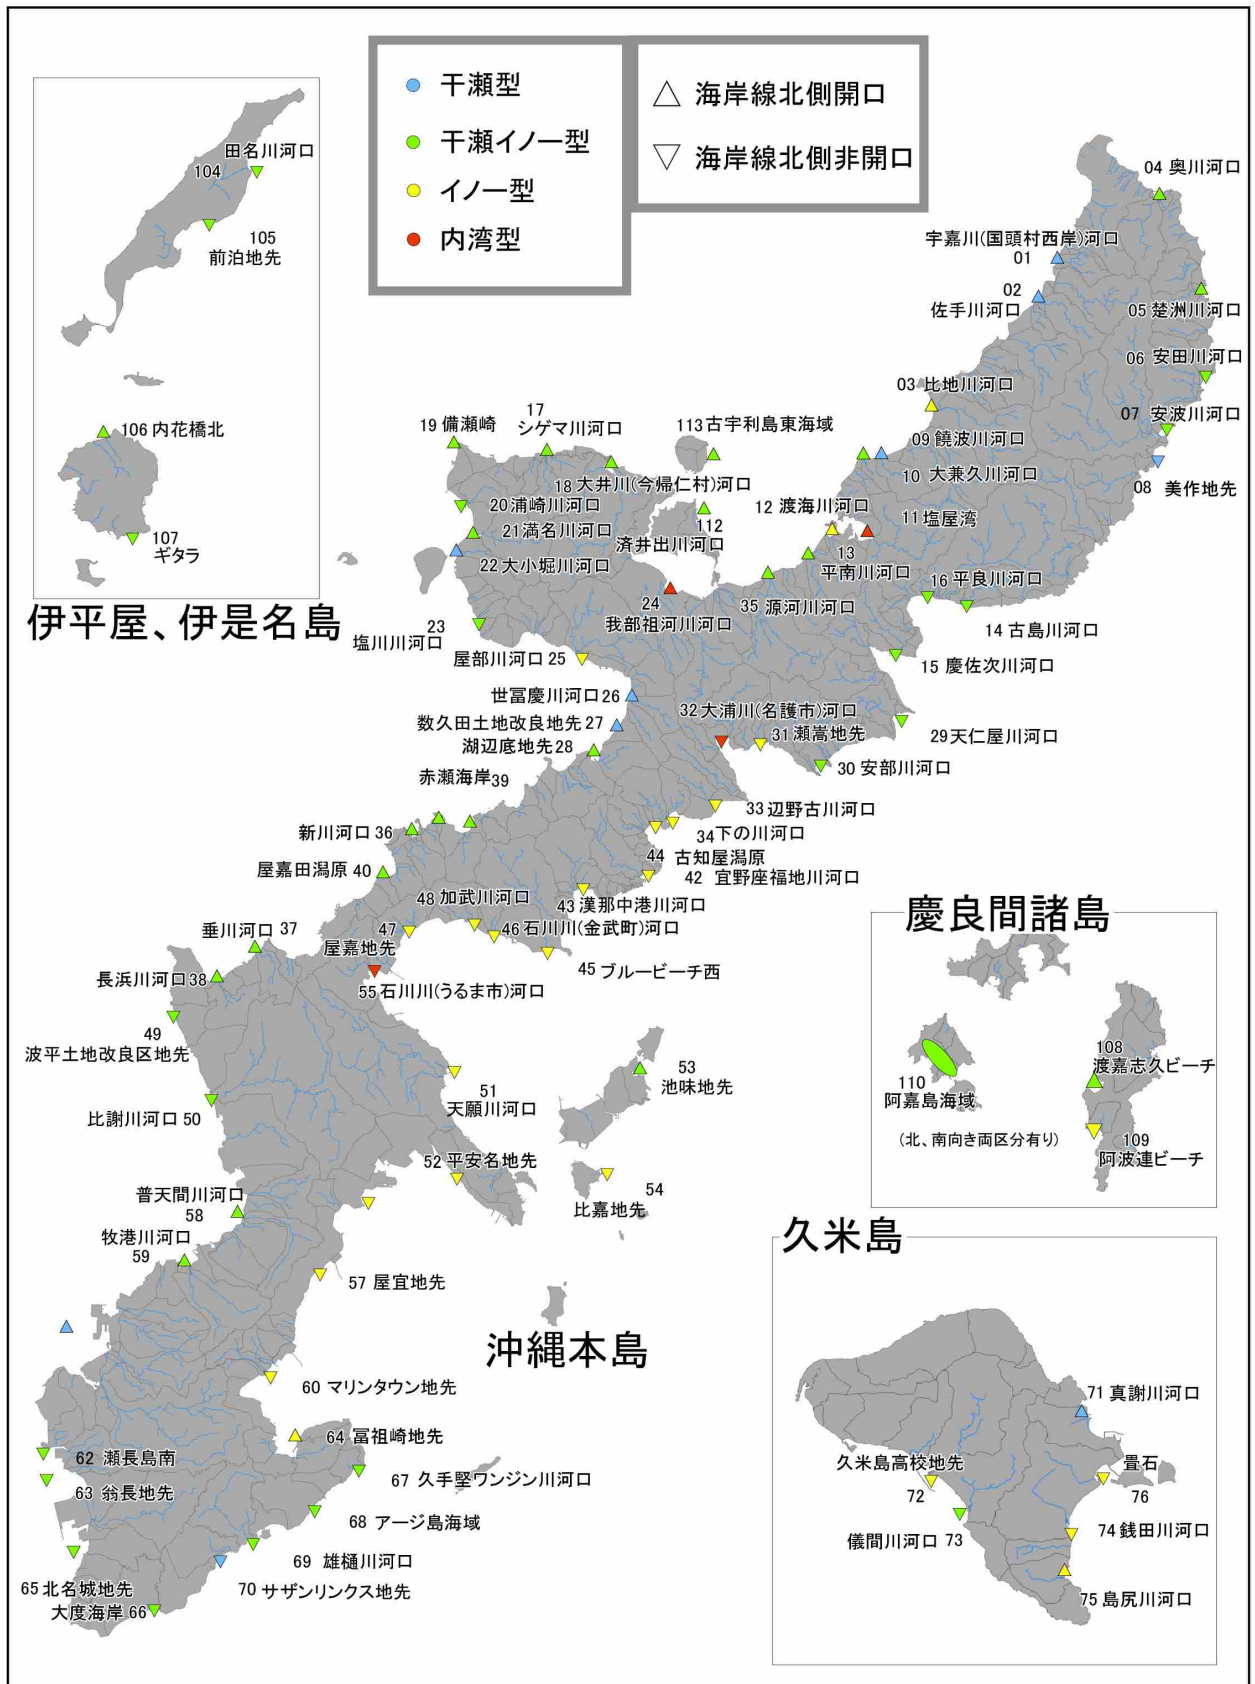 干瀬型
干瀬イノー型
イノー型
内湾型
海岸線北側開口
海岸線北側非開口
田名川河口
104
105
前泊地先
106 内花橋北
107
ギタラ
伊平屋、伊是名島
04 奥川河口
宇嘉川(国頭村西岸)河口
01
02
佐手川河口
05 楚洲川河口
06 安田川河口
03 比地川河口
07 安波川河口
08 美作地先
09 饒波川河口
10 大兼久川河口
11 塩屋湾
12 渡海川河口
13
平南川河口
16 平良川河口
14 古島川河口
15 慶佐次川河口
17
シゲマ川河口
19 備瀬崎
113 古宇利島東海域
18 大井川(今帰仁村)河口
20 浦崎川河口
21 満名川河口
112
済井出川河口
22 大小堀川河口
24
我部祖河川河口
35 源河川河口
23
塩川川河口
屋部川河口 25
世冨慶川河口 26
数久田土地改良地先 27
湖辺底地先 28
32 大浦川(名護市)河口
31 瀬嵩地先
29 天仁屋川河口
30 安部川河口
赤瀬海岸 39
33 辺野古川河口
34 下の川河口
新川河口 36
44 古知屋潟原
屋嘉田潟原 40
42 宜野座福地川河口
48 加武川河口
43 漢那中港川河口
47
屋嘉地先
46 石川川(金武町)河口
45 ブルービーチ西
垂川河口 37
長浜川河口 38
55 石川川(うるま市)河口
49
波平土地改良区地先
比謝川河口 50
51
天願川河口
53
池味地先
52 平安名地先
54
比嘉地先
普天間川河口
58
牧港川河口
59
57 屋宜地先
沖縄本島
60 マリンタウン地先
64 冨祖崎地先
62 瀬長島南
63 翁長地先
67 久手堅ワンジン川河口
68 アージ島海域
69 雄樋川河口
70 サザンリンクス地先
65 北名城地先
大度海岸 66
慶良間諸島
108
渡嘉志久ビーチ
110
阿嘉島海域
(北、南向き両区分有り)
109
阿波連ビーチ
久米島
71 真謝川河口
久米島高校地先
72
畳石
76
儀間川河口 73
74 銭田川河口
75 島尻川河口